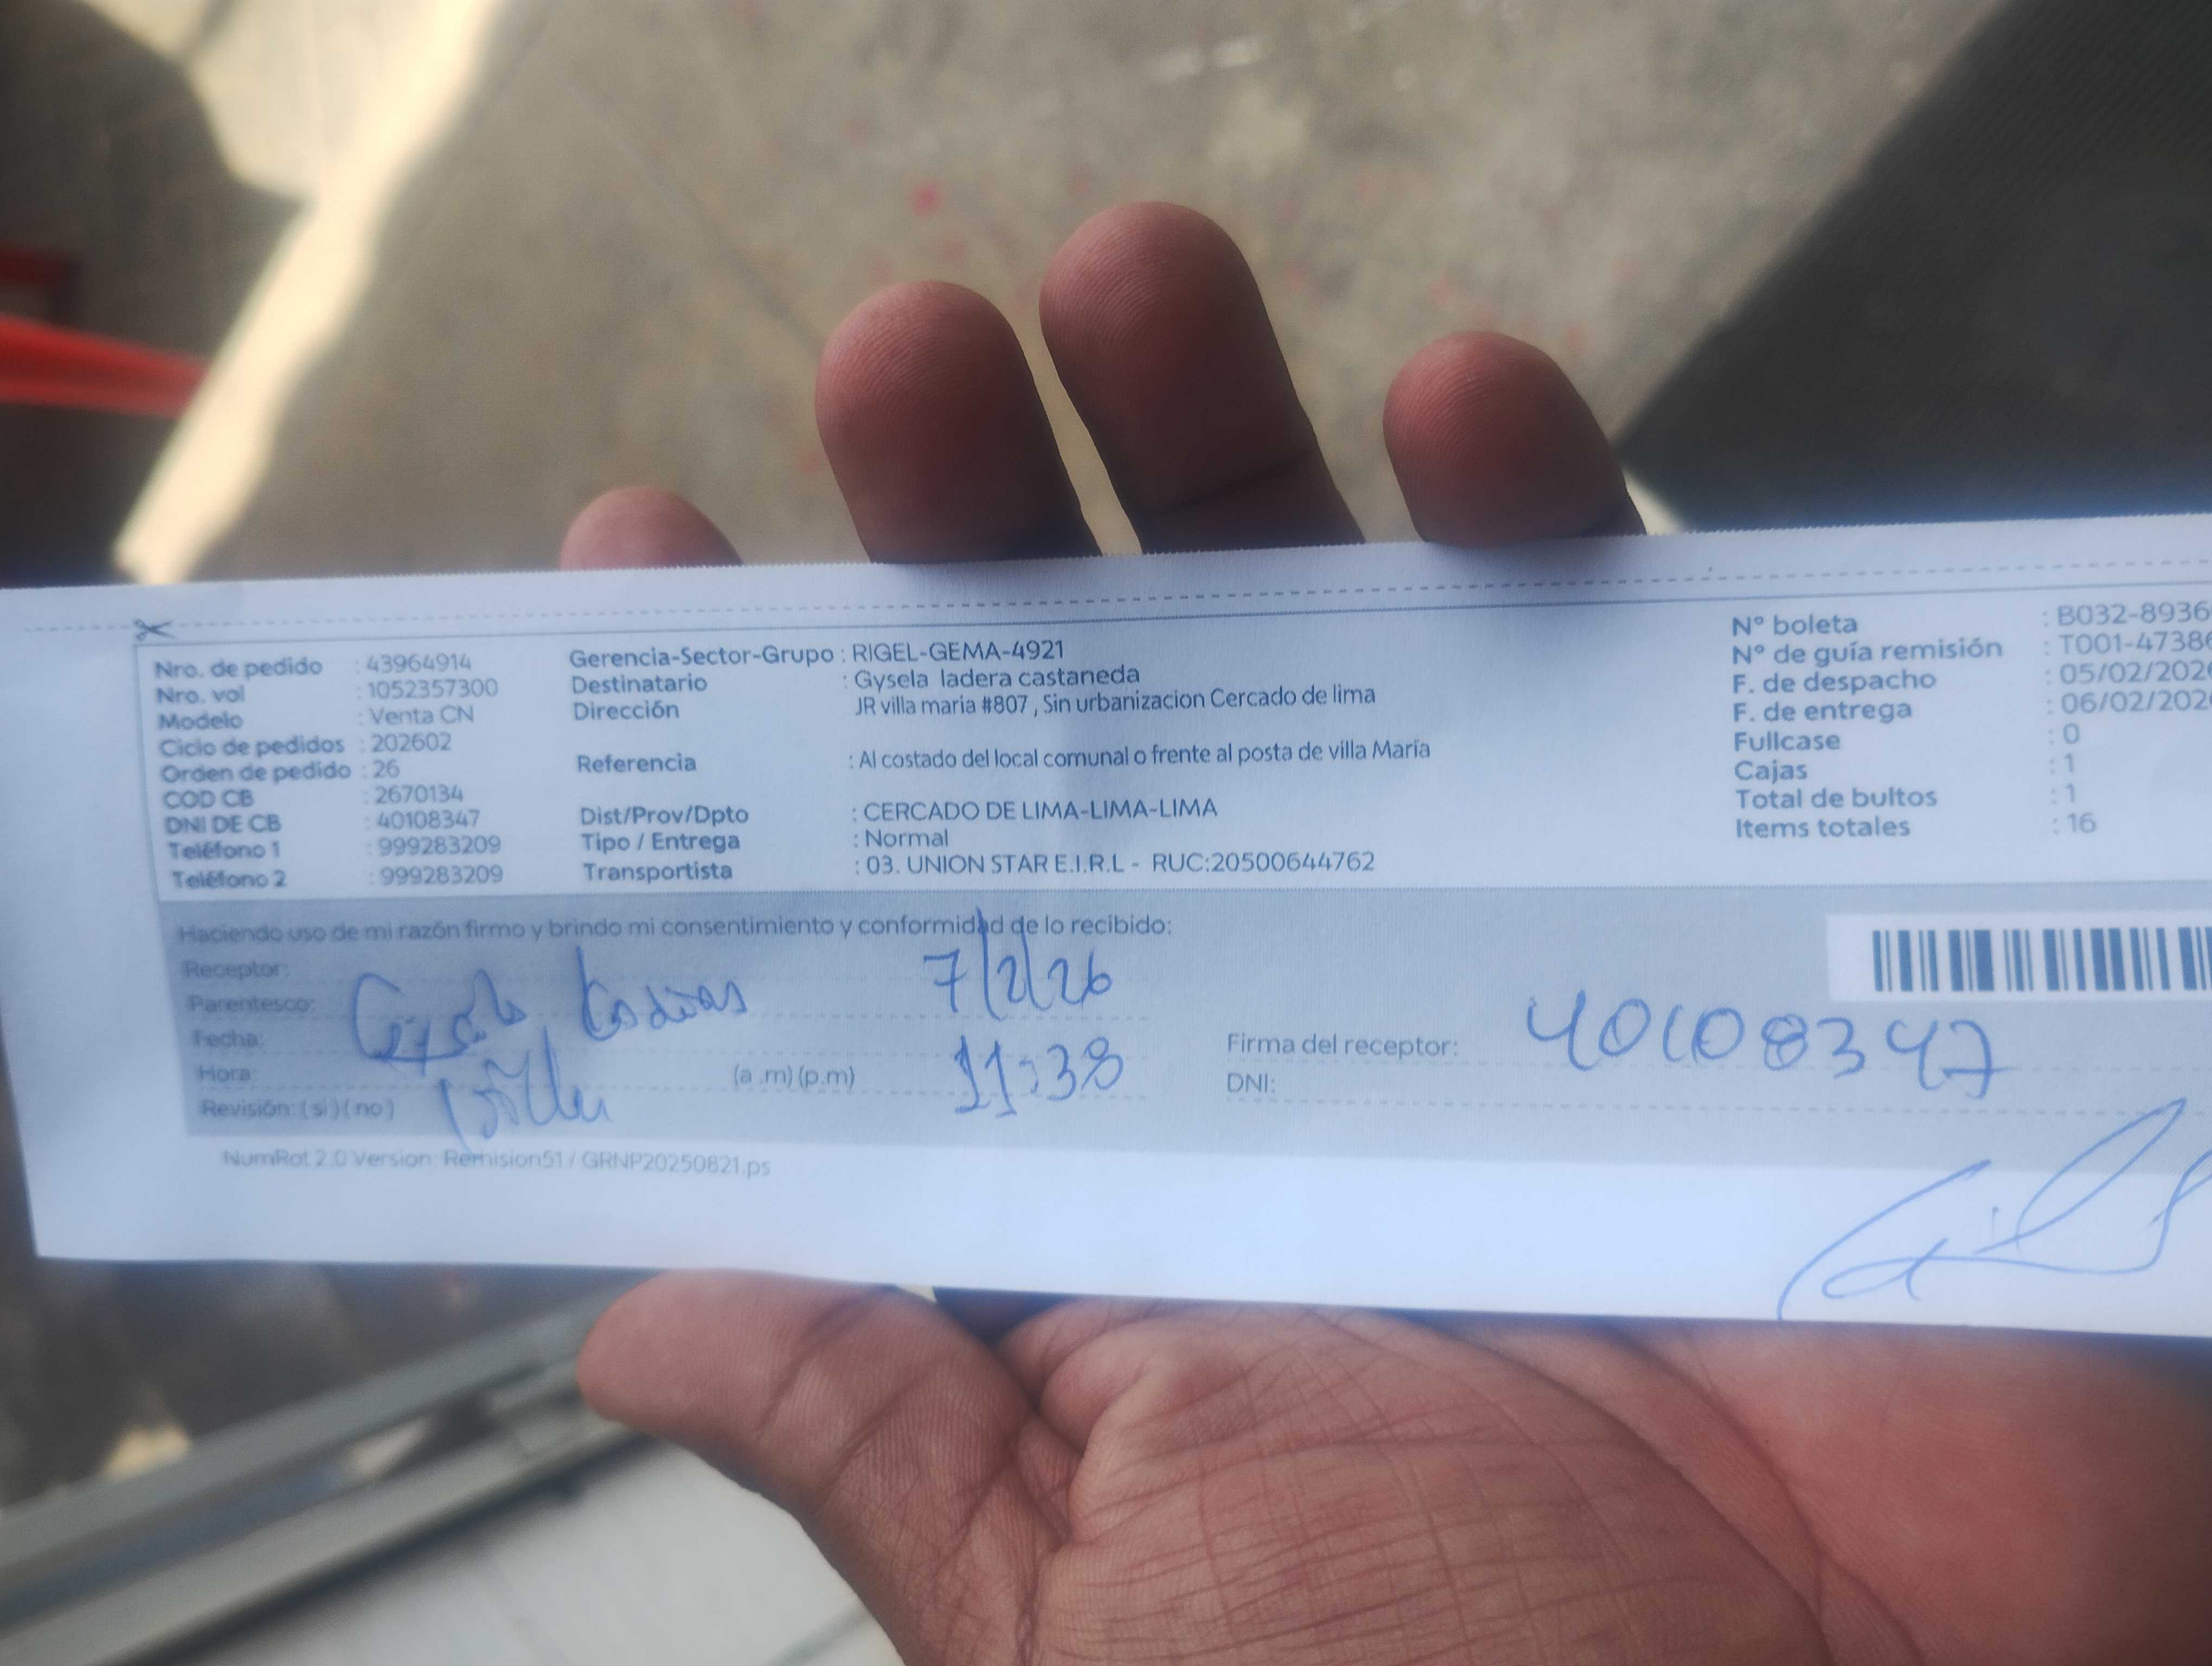 Nro. de pedido : 43964914
Nro. vol : 1052357300
Modelo : Venta CN
Ciclo de pedidos : 202602
Orden de pedido : 26
COD CB : 2670134
DNI DE CB : 40108347
Teléfono 1 : 999283209
Teléfono 2 : 999283209
Gerencia-Sector-Grupo : RIGEL-GEMA-4921
Destinatario : Gysela ladera castaneda
Dirección JR villa maria #807 , Sin urbanizacion Cercado de lima
Referencia : Al costado del local comunal o frente al posta de villa María
Dist/Prov/Dpto : CERCADO DE LIMA-LIMA-LIMA
Tipo / Entrega : Normal
Transportista : 03. UNION STAR E.I.R.L - RUC:20500644762
N° boleta : B032-8936
N° de guía remisión : T001-4738
F. de despacho : 05/02/202
F. de entrega : 06/02/202
Fullcase : 0
Cajas : 1
Total de bultos : 1
Items totales : 16
Haciendo uso de mi razón firmo y brindo mi consentimiento y conformidad de lo recibido:
Receptor:
Parentesco:
7/2/26
Fecha:
Hora: (a .m) (p.m) 11:38
Revisión: ( si ) ( no )
Firma del receptor: 40108347
DNI:
NumRot 2.0 Version: Remision51 / GRNP20250821.ps